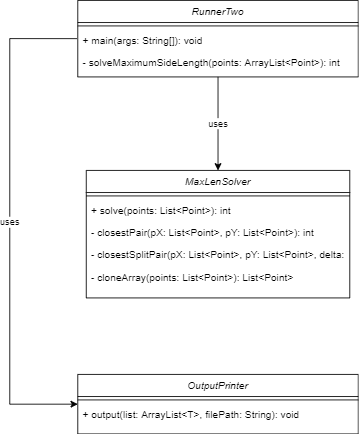 RunnerTwo
+ main(args: String[]): void
- solveMaximumSideLength(points: ArrayList<Point>): int
uses
MaxLenSolver
+ solve(points: List<Point>): int
- closestPair(pX: List<Point>, pY: List<Point>): int
- closestSplitPair(pX: List<Point>, pY: List<Point>, delta:
- cloneArray(points: List<Point>): List<Point>
uses
OutputPrinter
+ output(list: ArrayList<T>, filePath: String): void